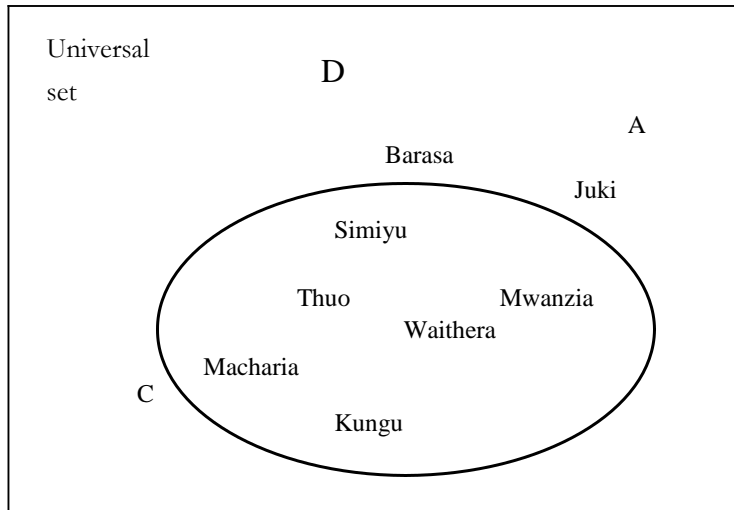 Universal
set
D
A
Barasa
Juki
Simiyu
Thuo
Mwanzia
Waithera
Macharia
C
Kungu